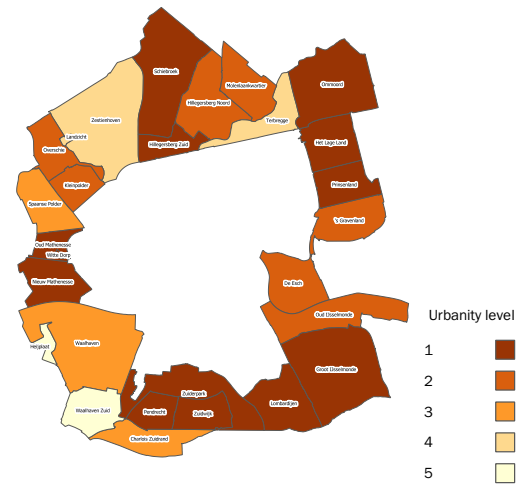 Schiebroek
Ommoord
Molenlaankwartier
Hillegersberg Noord
Zestienhoven
Terbregge
Landzicht
Hillegersberg Zuid
Het Lage Land
Overschie
Kleinpolder
Prinsenland
Spaanse Polder
's Gravenland
Oud Mathenesse
Witte Dorp
Nieuw Mathenesse
De Esch
Oud IJsselmonde
Urbanity level
Heijplaat
Waalhaven
1
Groot IJsselmonde
2
Zuiderpark
Lombardijen
Waalhaven Zuid
Pendrecht
Zuidwijk
3
Charlois Zuidrand
4
5